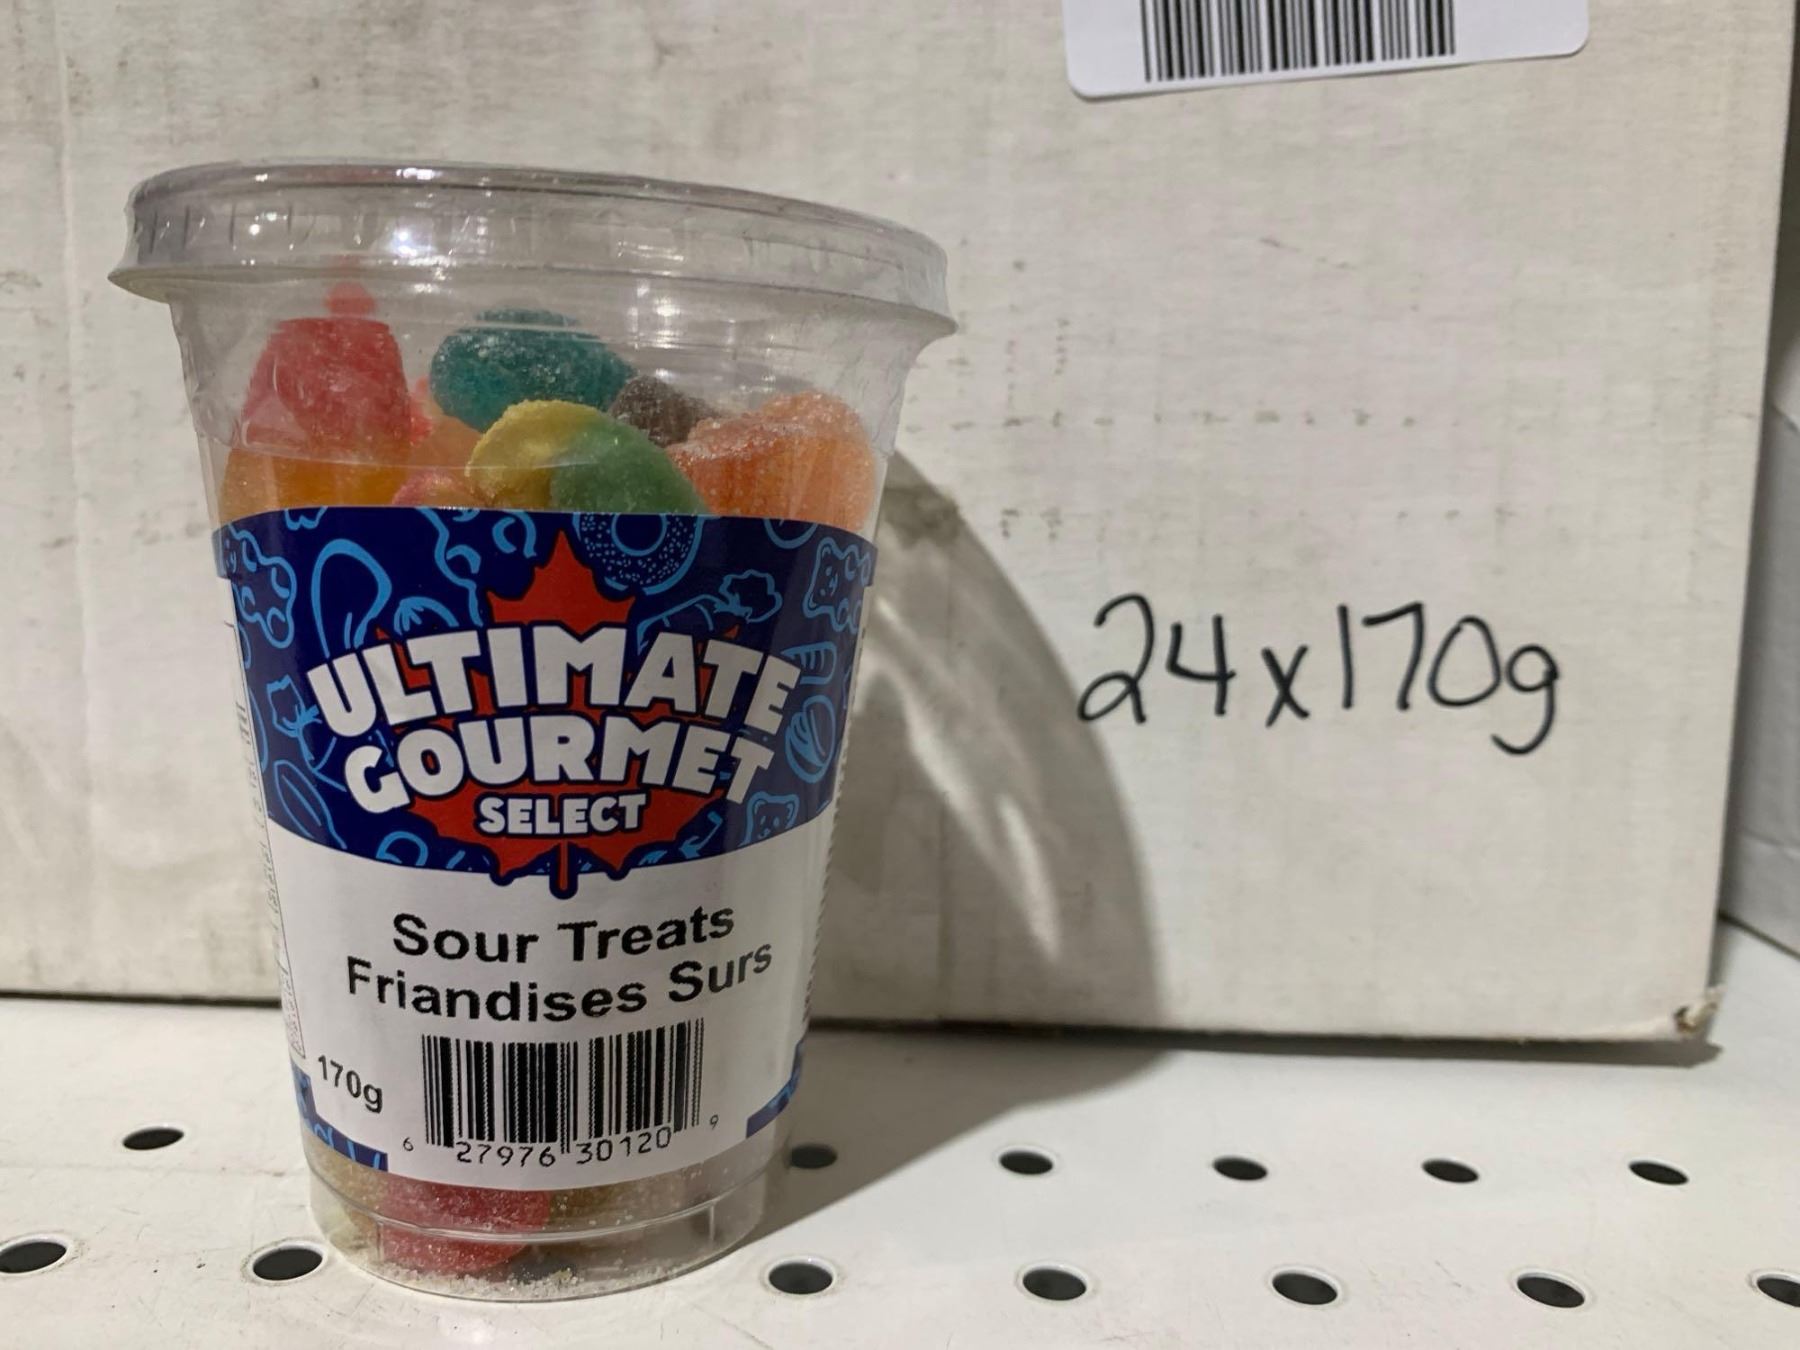 ULTIMATE
GOURMET
SELECT
Sour Treats
Friandises Surs
170g
6 27976 30120 9
24x170g